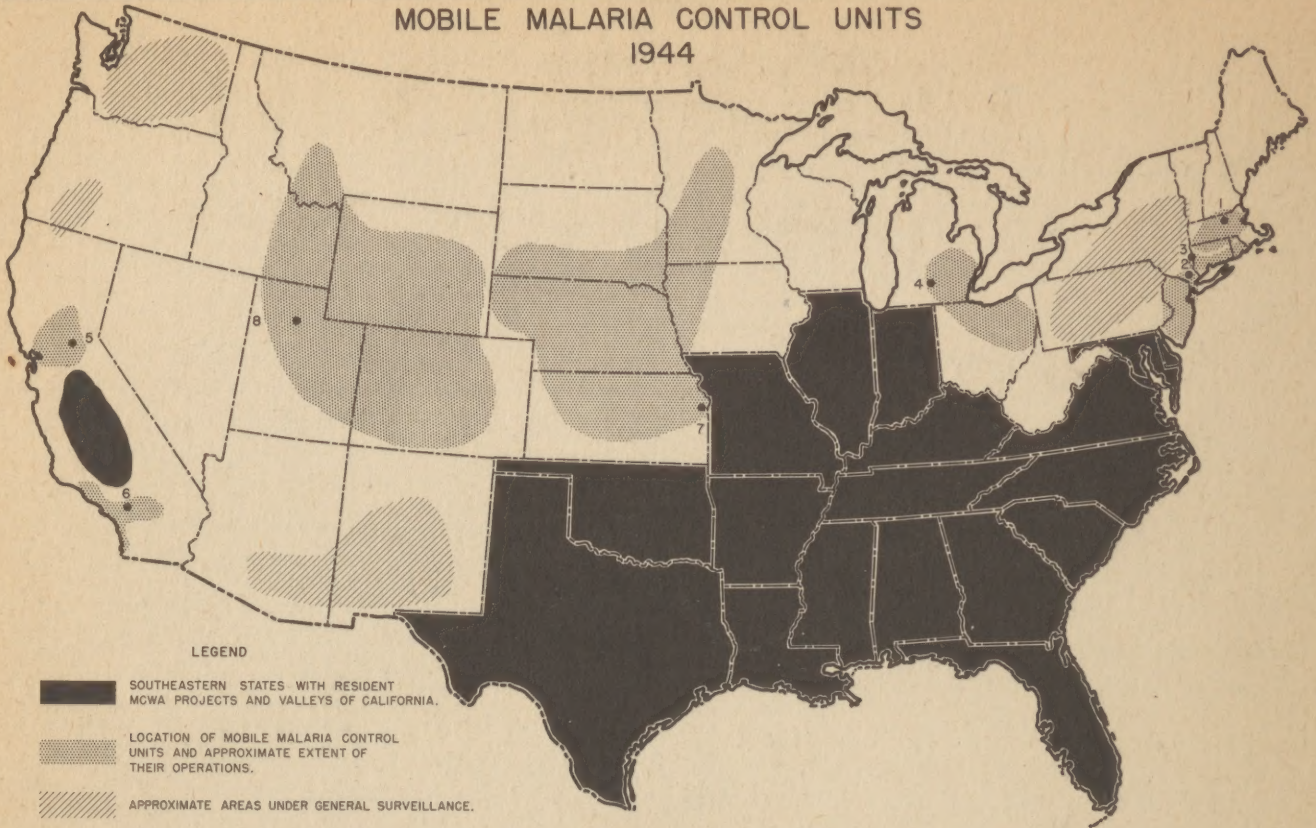 MOBILE MALARIA CONTROL UNITS
1944
1
3
2
4
5
8
7
6
LEGEND
SOUTHEASTERN STATES WITH RESIDENT
MCWA PROJECTS AND VALLEYS OF CALIFORNIA.
LOCATION OF MOBILE MALARIA CONTROL
UNITS AND APPROXIMATE EXTENT OF
THEIR OPERATIONS.
APPROXIMATE AREAS UNDER GENERAL SURVEILLANCE.